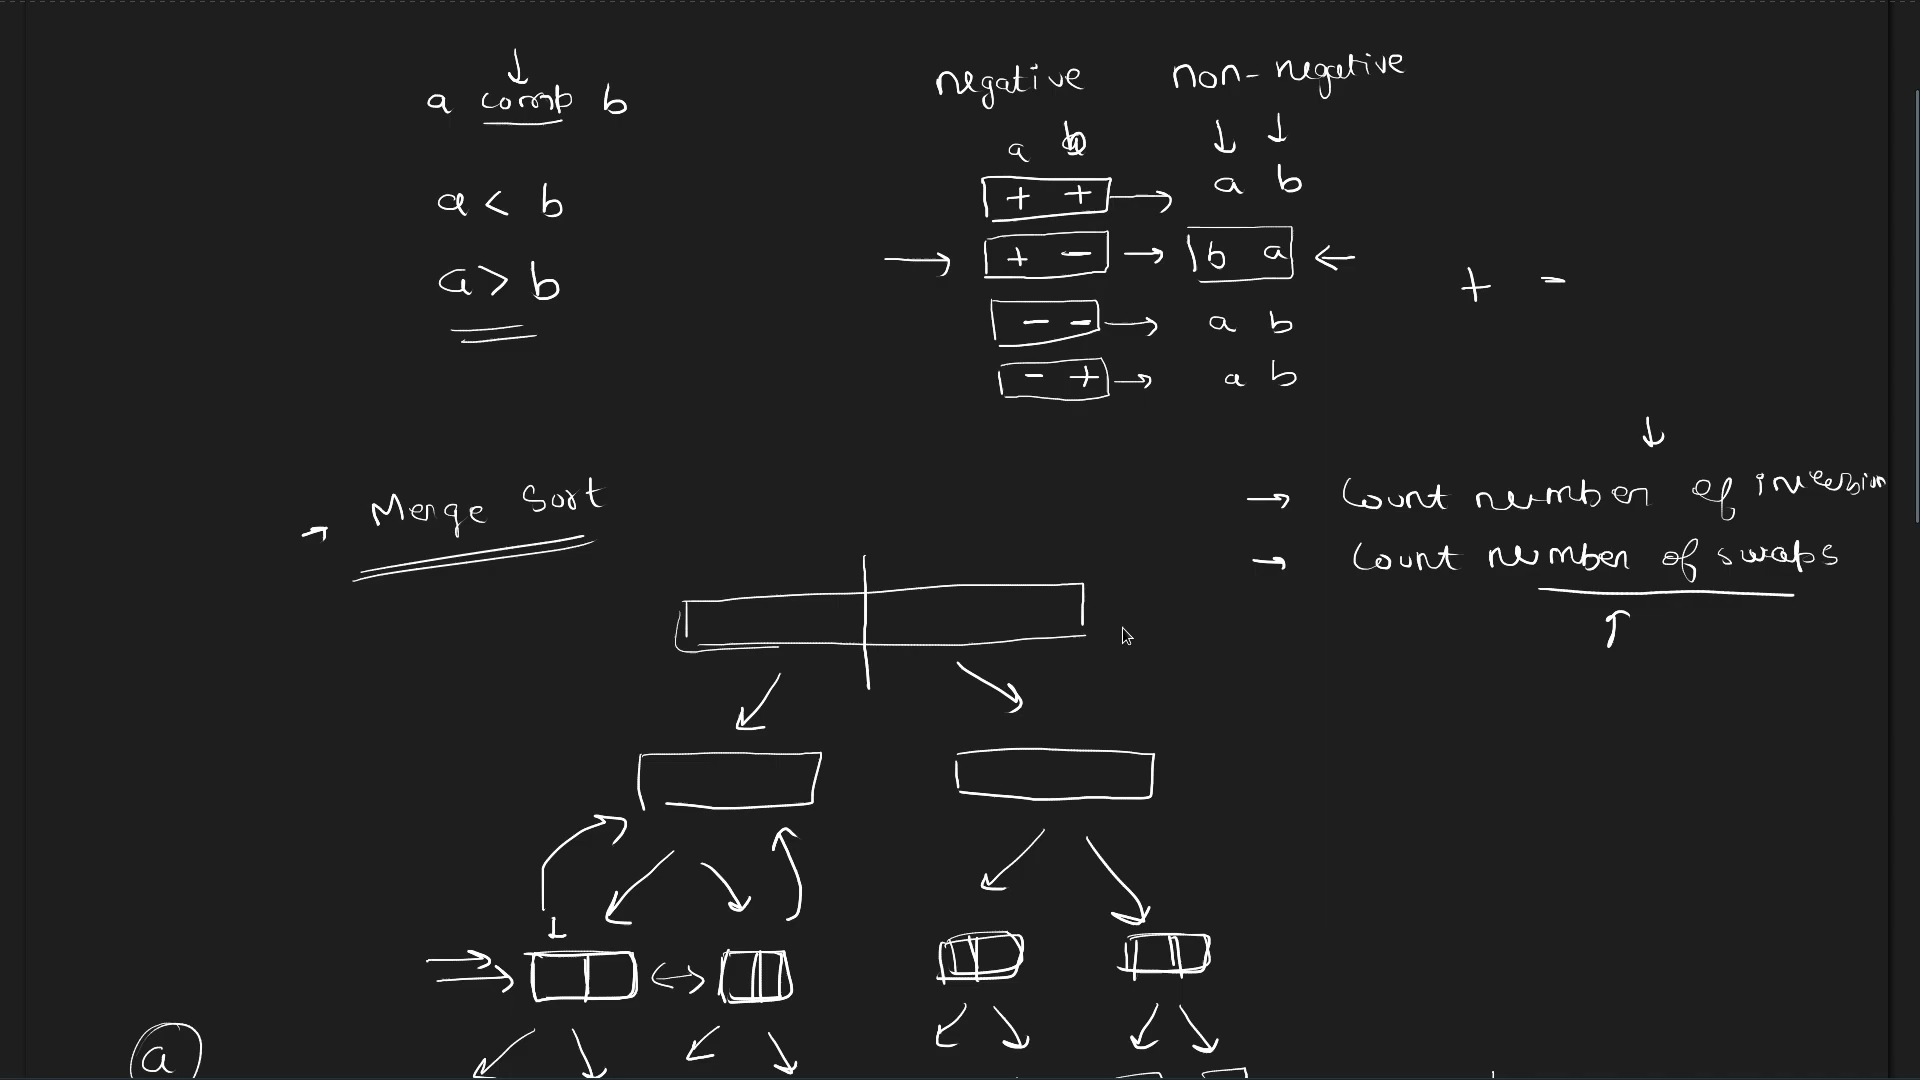 a comp b
a < b
a > b
negative non-negative
a b
+ + → a b
→ + - → b a ←
- - → a b
- + → a b
+ -
→ Merge Sort
→ Count number of inversion
→ Count number of swaps
a